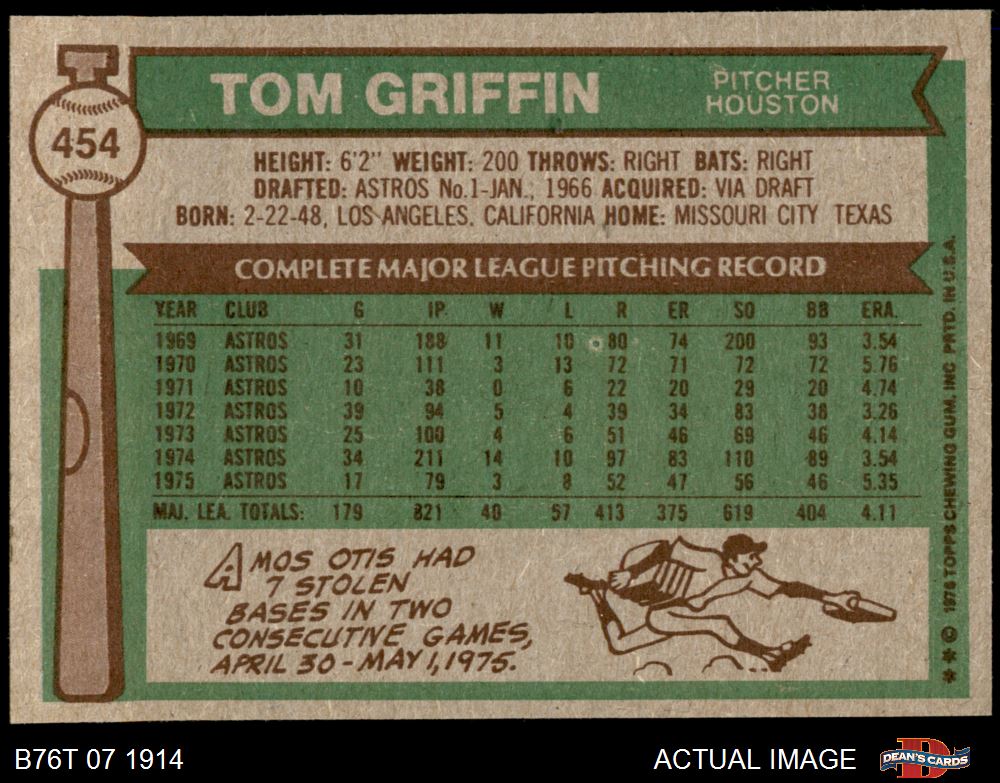 TOM GRIFFIN
PITCHER
HOUSTON
454
HEIGHT: 6'2" WEIGHT: 200 THROWS: RIGHT BATS: RIGHT
DRAFTED: ASTROS No.1-JAN., 1966 ACQUIRED: VIA DRAFT
BORN: 2-22-48, LOS ANGELES, CALIFORNIA HOME: MISSOURI CITY TEXAS
COMPLETE MAJOR LEAGUE PITCHING RECORD
YEAR CLUB G IP W L R ER SO BB ERA.
1969 ASTROS 31 188 11 10 80 74 200 93 3.54
1970 ASTROS 23 111 3 13 72 71 72 72 5.76
1971 ASTROS 10 38 0 6 22 20 29 20 4.74
1972 ASTROS 39 94 5 4 39 34 83 38 3.26
1973 ASTROS 25 100 4 6 51 46 69 46 4.14
1974 ASTROS 34 211 14 10 97 83 110 89 3.54
1975 ASTROS 17 79 3 8 52 47 56 46 5.35
MAJ. LEA. TOTALS: 179 821 40 57 413 375 619 404 4.11
AMOS OTIS HAD
7 STOLEN
BASES IN TWO
CONSECUTIVE GAMES,
APRIL 30 - MAY 1, 1975.
** © 1976 TOPPS CHEWING GUM, INC PRTD. IN U.S.A.
B76T 07 1914
ACTUAL IMAGE
DEAN'S CARDS